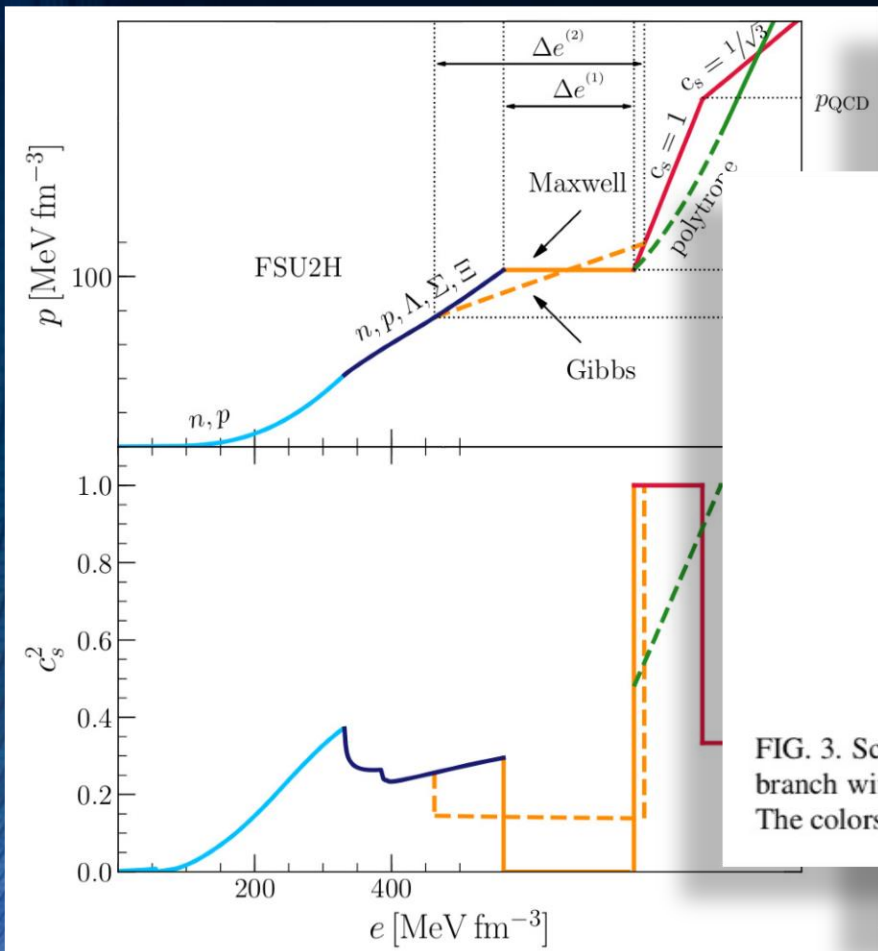 Δe⁽²⁾
Δe⁽¹⁾
c_s = 1/√3
c_s = 1
p_QCD
Maxwell
polytrope
p [MeV fm⁻³]
100
FSU2H
n, p, Λ, Σ, Ξ
Gibbs
n, p
1.0
0.8
0.6
0.4
0.2
0.0
c_s²
200
400
e [MeV fm⁻³]
FIG. 3. Sc
branch wi
The colors